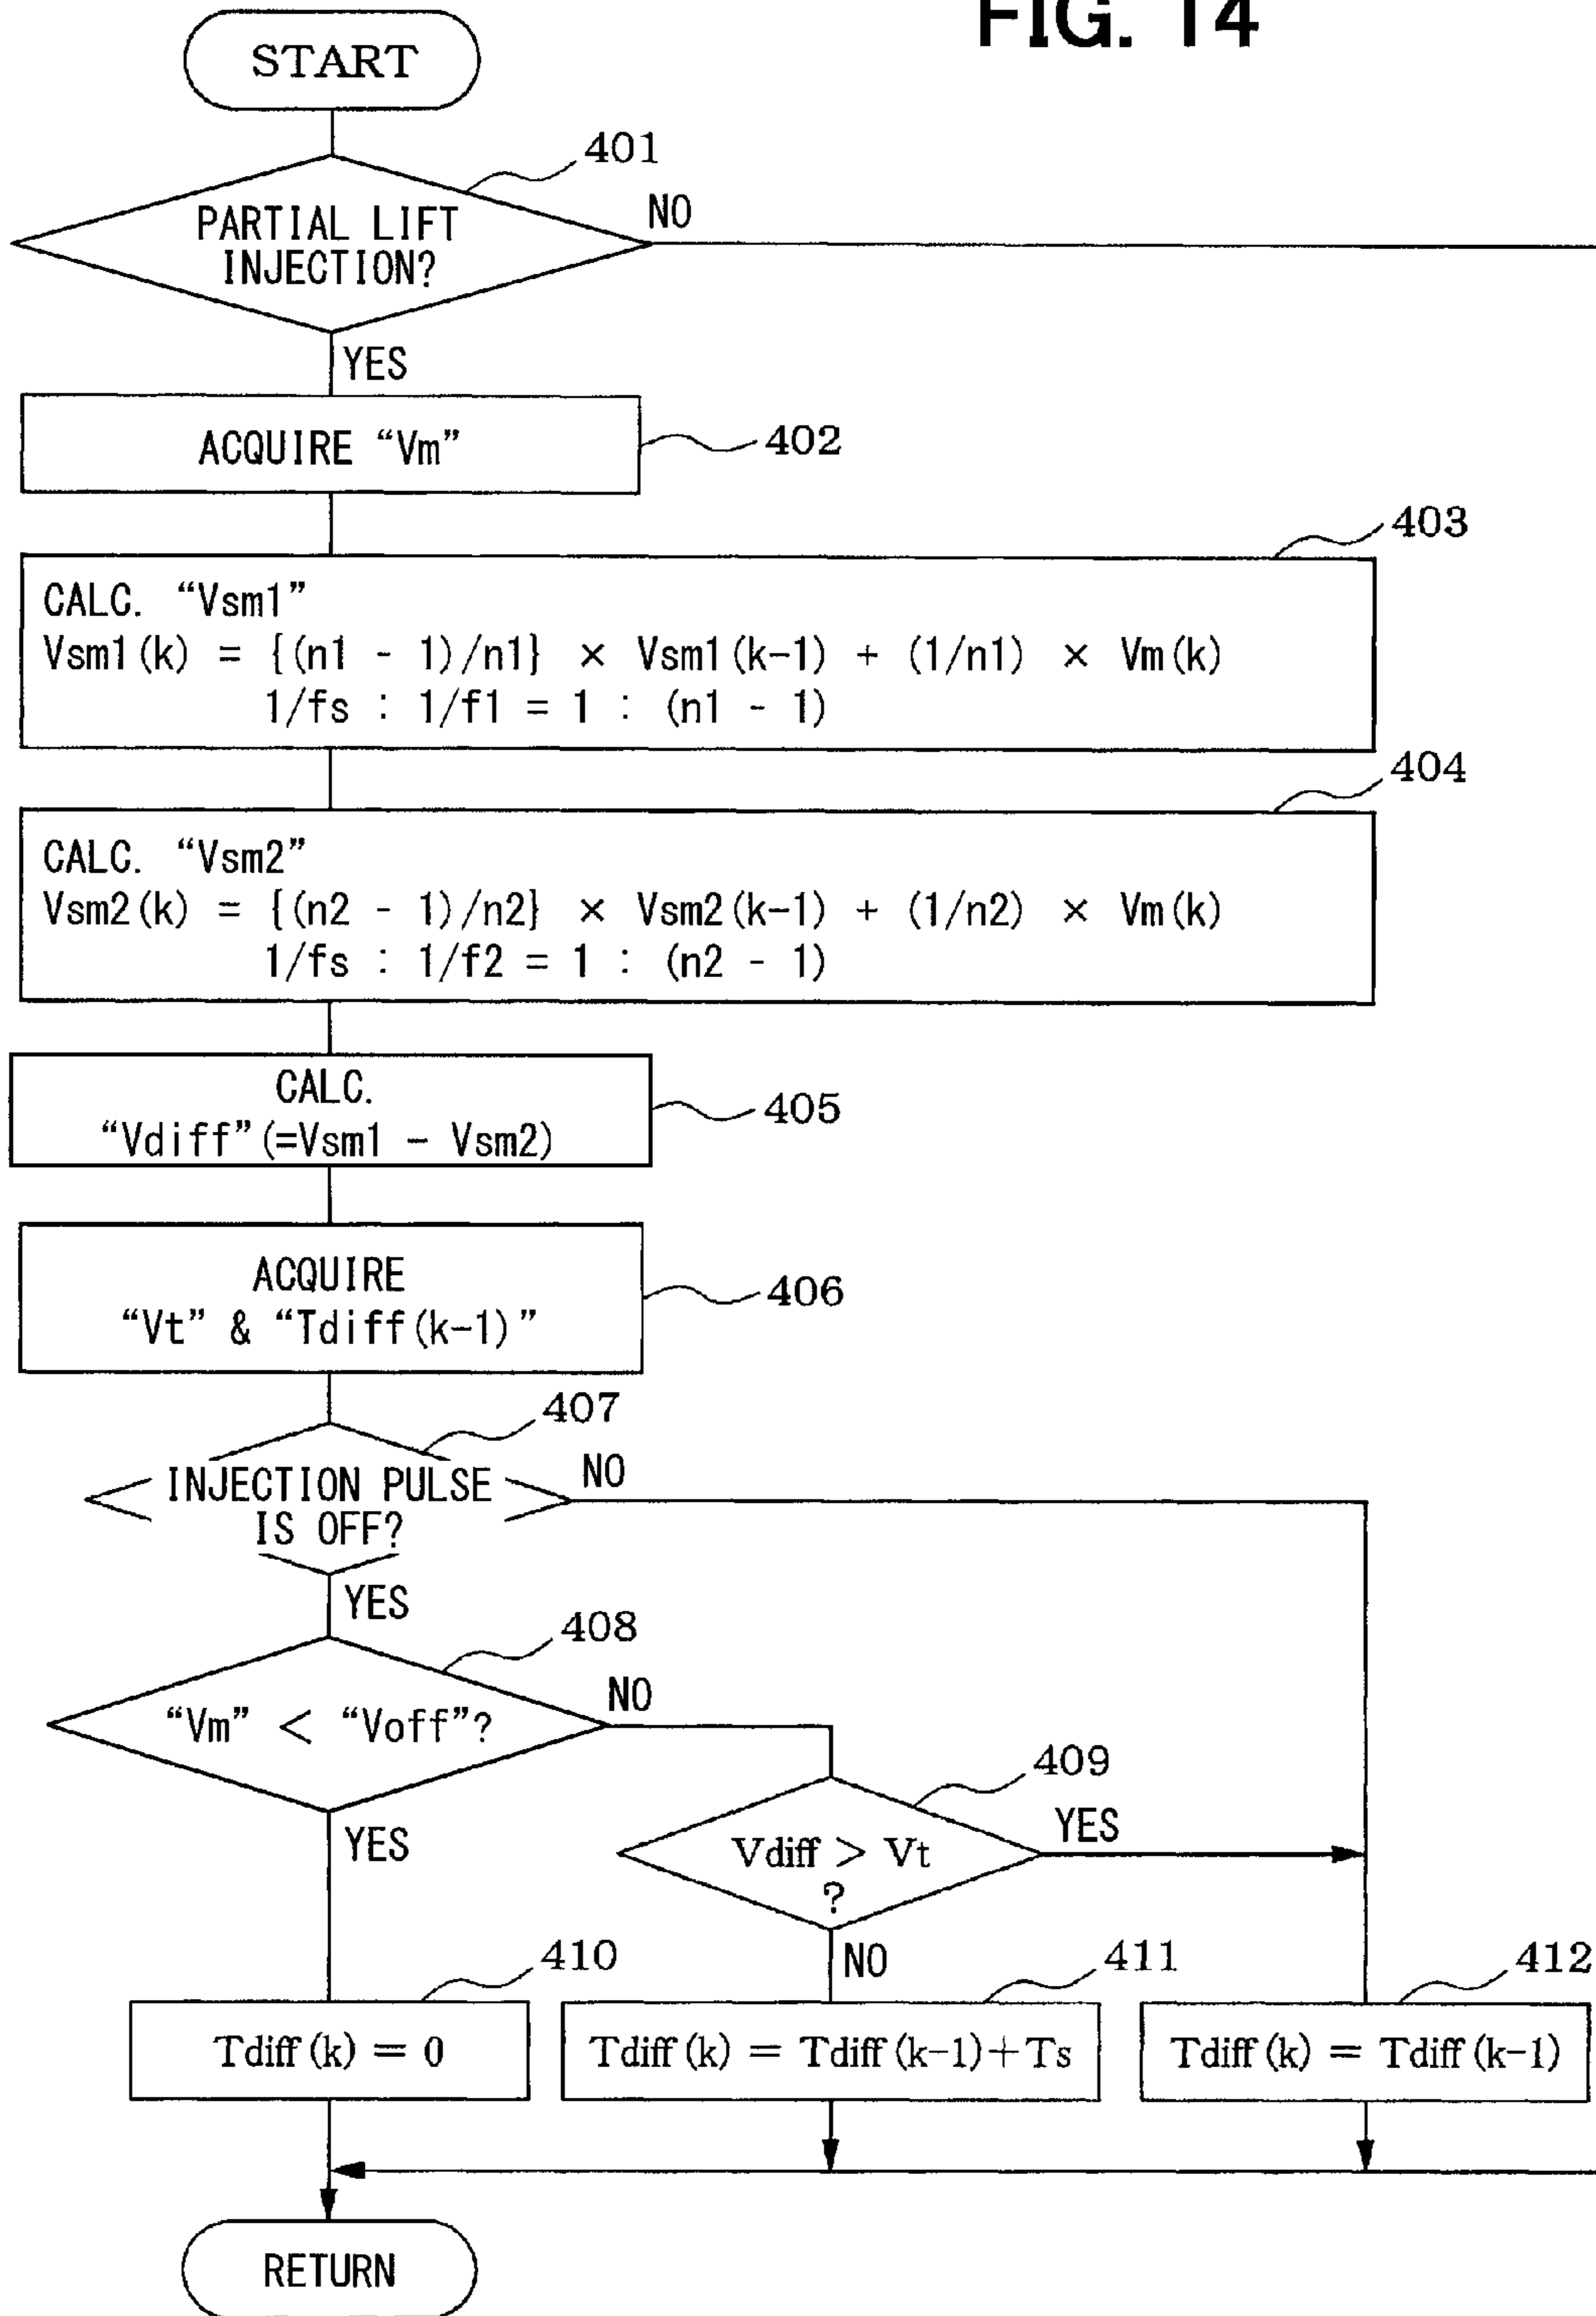 FIG. 14
START
401
PARTIAL LIFT
INJECTION?
NO
YES
ACQUIRE “Vm”
402
403
CALC. “Vsm1”
Vsm1(k) = {(n1 - 1)/n1} × Vsm1(k-1) + (1/n1) × Vm(k)
1/fs : 1/f1 = 1 : (n1 - 1)
404
CALC. “Vsm2”
Vsm2(k) = {(n2 - 1)/n2} × Vsm2(k-1) + (1/n2) × Vm(k)
1/fs : 1/f2 = 1 : (n2 - 1)
CALC.
“Vdiff”(=Vsm1 - Vsm2)
405
ACQUIRE
“Vt” & “Tdiff(k-1)”
406
407
INJECTION PULSE
IS OFF?
NO
YES
408
“Vm” < “Voff”?
NO
YES
409
Vdiff > Vt
?
YES
NO
410
Tdiff(k) = 0
411
Tdiff(k) = Tdiff(k-1)+Ts
412
Tdiff(k) = Tdiff(k-1)
RETURN